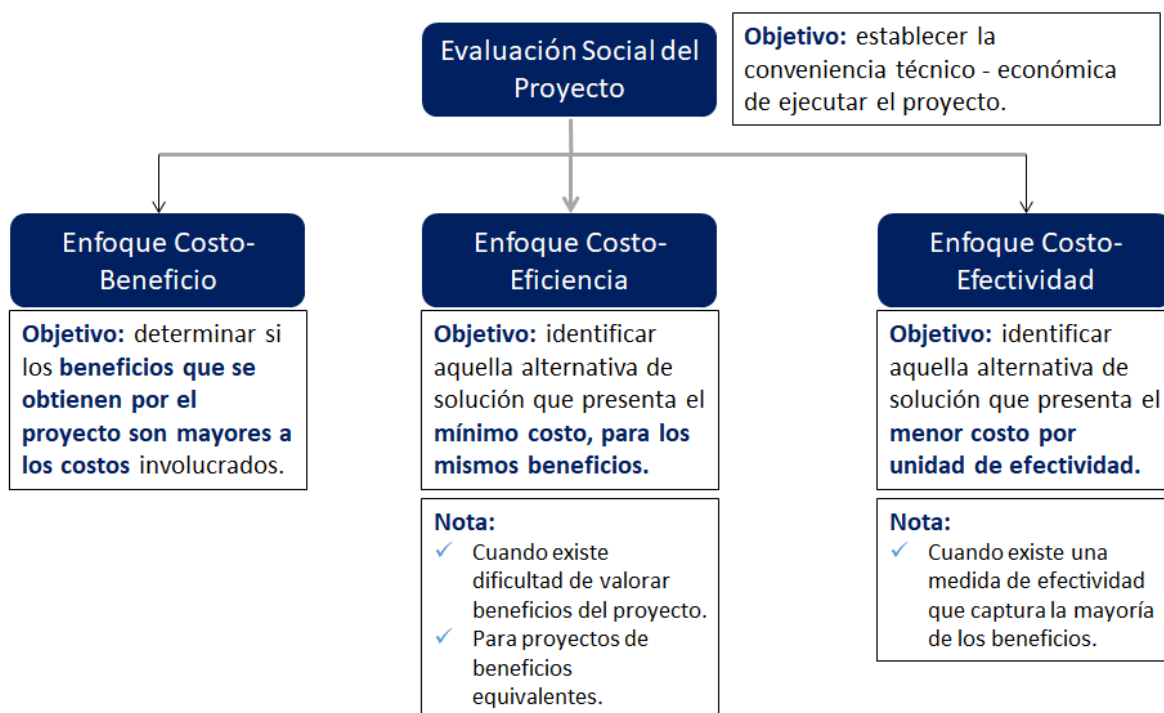 Evaluación Social del
Proyecto
Objetivo: establecer la
conveniencia técnico - económica
de ejecutar el proyecto.
Enfoque Costo-
Beneficio
Objetivo: determinar si
los beneficios que se
obtienen por el
proyecto son mayores a
los costos involucrados.
Enfoque Costo-
Eficiencia
Objetivo: identificar
aquella alternativa de
solución que presenta el
mínimo costo, para los
mismos beneficios.
Nota:
✓ Cuando existe
dificultad de valorar
beneficios del proyecto.
✓ Para proyectos de
beneficios
equivalentes.
Enfoque Costo-
Efectividad
Objetivo: identificar
aquella alternativa de
solución que presenta el
menor costo por
unidad de efectividad.
Nota:
✓ Cuando existe una
medida de efectividad
que captura la mayoría
de los beneficios.